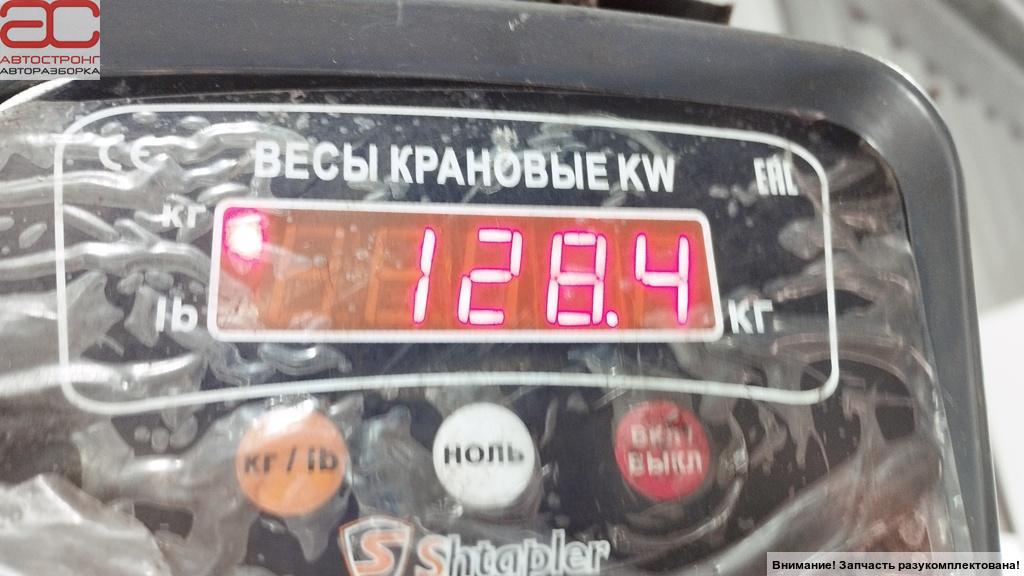 ас
АВТОСТРОНГ
АВТОРАЗБОРКА
CE
ВЕСЫ КРАНОВЫЕ KW
EAC
кг
128.4
lb
кг
кг / lb
НОЛЬ
ВКЛ /
ВЫКЛ
S Shtapler
Внимание! Запчасть разукомплектована!